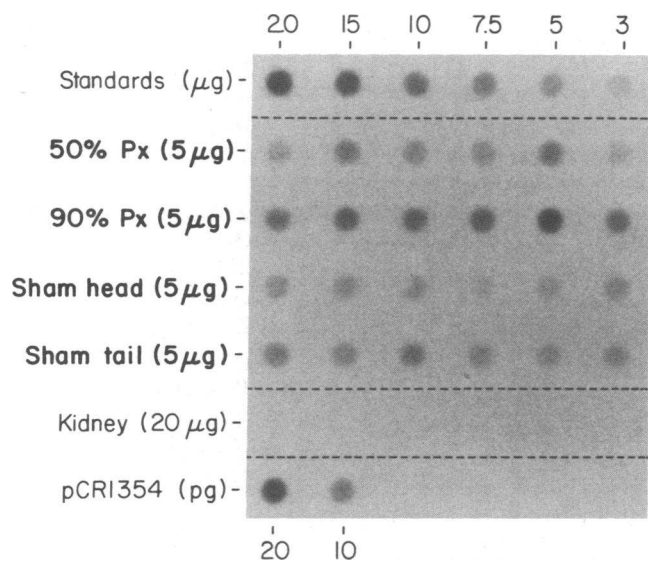 20 15 10 7.5 5 3
Standards (μg)
50% Px (5μg)
90% Px (5μg)
Sham head (5μg)
Sham tail (5μg)
Kidney (20 μg)
pCR1354 (pg)
20 10